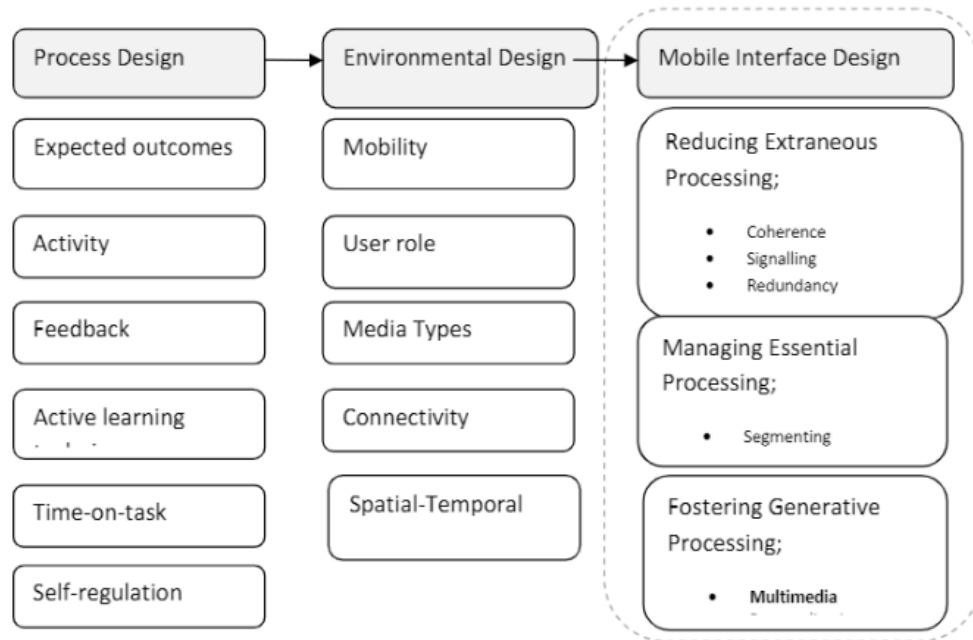 Process Design
Environmental Design
Mobile Interface Design
Expected outcomes
Activity
Feedback
Active learning
Time-on-task
Self-regulation
Mobility
User role
Media Types
Connectivity
Spatial-Temporal
Reducing Extraneous
Processing;
• Coherence
• Signalling
• Redundancy
Managing Essential
Processing;
• Segmenting
Fostering Generative
Processing;
• Multimedia